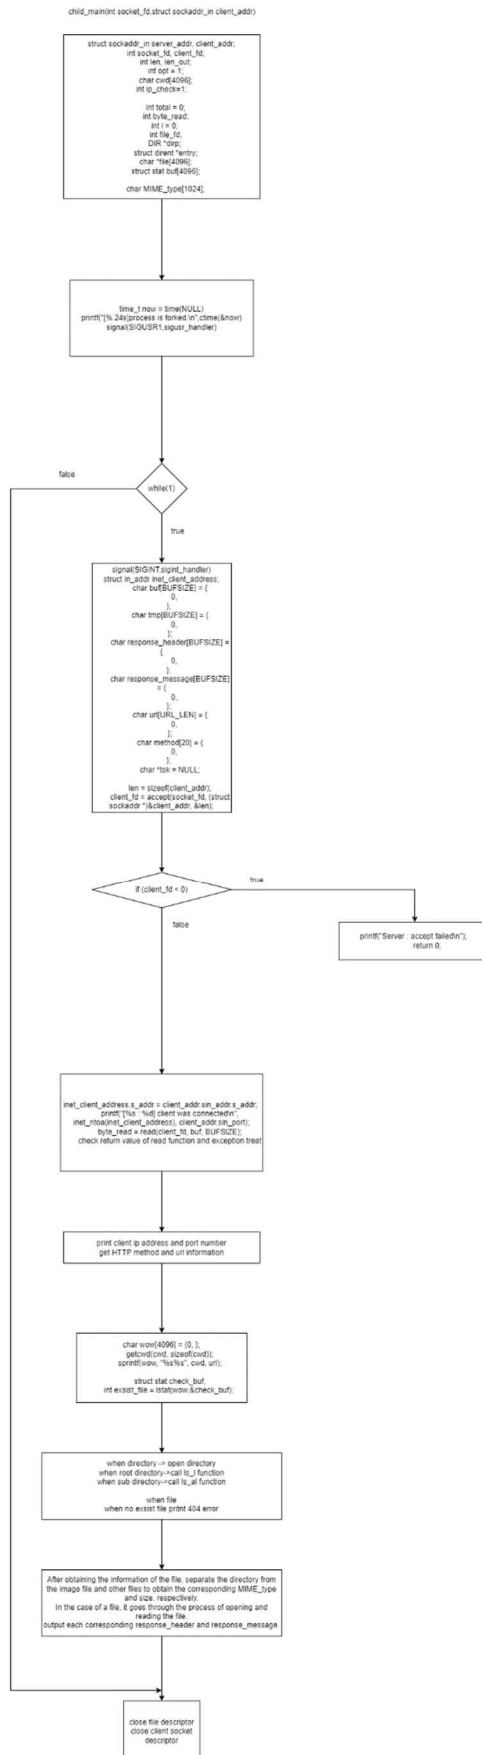 child_main(int socket_fd,struct sockaddr_in client_addr)
struct sockaddr_in server_addr, client_addr;
int socket_fd, client_fd;
int len, len_out;
int opt = 1;
char cwd[4096];
int ip_check=1;
int total = 0;
int byte_read;
int i = 0;
int file_fd;
DIR *dirp;
struct dirent *entry;
char *file[4096];
struct stat buf[4096];
char MIME_type[1024];
time_t now = time(NULL)
printf("[%.24s]process is forked.\n",ctime(&now)
signal(SIGUSR1,sigusr_handler)
while(1)
false
true
signal(SIGINT,sigint_handler)
struct in_addr inet_client_address;
char buf[BUFSIZE] = {
0,
};
char tmp[BUFSIZE] = {
0,
};
char response_header[BUFSIZE] =
{
0,
};
char response_message[BUFSIZE]
= {
0,
};
char url[URL_LEN] = {
0,
};
char method[20] = {
0,
};
char *tok = NULL;
len = sizeof(client_addr);
client_fd = accept(socket_fd, (struct
sockaddr *)&client_addr, &len);
if (client_fd < 0)
true
false
printf("Server : accept failed\n");
return 0;
inet_client_address.s_addr = client_addr.sin_addr.s_addr;
printf("[%s : %d] client was connected\n",
inet_ntoa(inet_client_address), client_addr.sin_port);
byte_read = read(client_fd, buf, BUFSIZE);
check return value of read function and exception treat
print client ip address and port number
get HTTP method and url information
char wow[4096] = {0, };
getcwd(cwd, sizeof(cwd));
sprintf(wow, "%s%s", cwd, url);
struct stat check_buf;
int exsist_file = lstat(wow,&check_buf);
when directory -> open directory
when root directory->call ls_l function
when sub directory->call ls_al function
when file
when no exsist file prtnt 404 error
After obtaining the information of the file, separate the directory from
the image file and other files to obtain the corresponding MIME_type
and size, respectively.
In the case of a file, it goes through the process of opening and
reading the file.
output each corresponding response_header and response_message.
close file descriptor
close client socket
descriptor